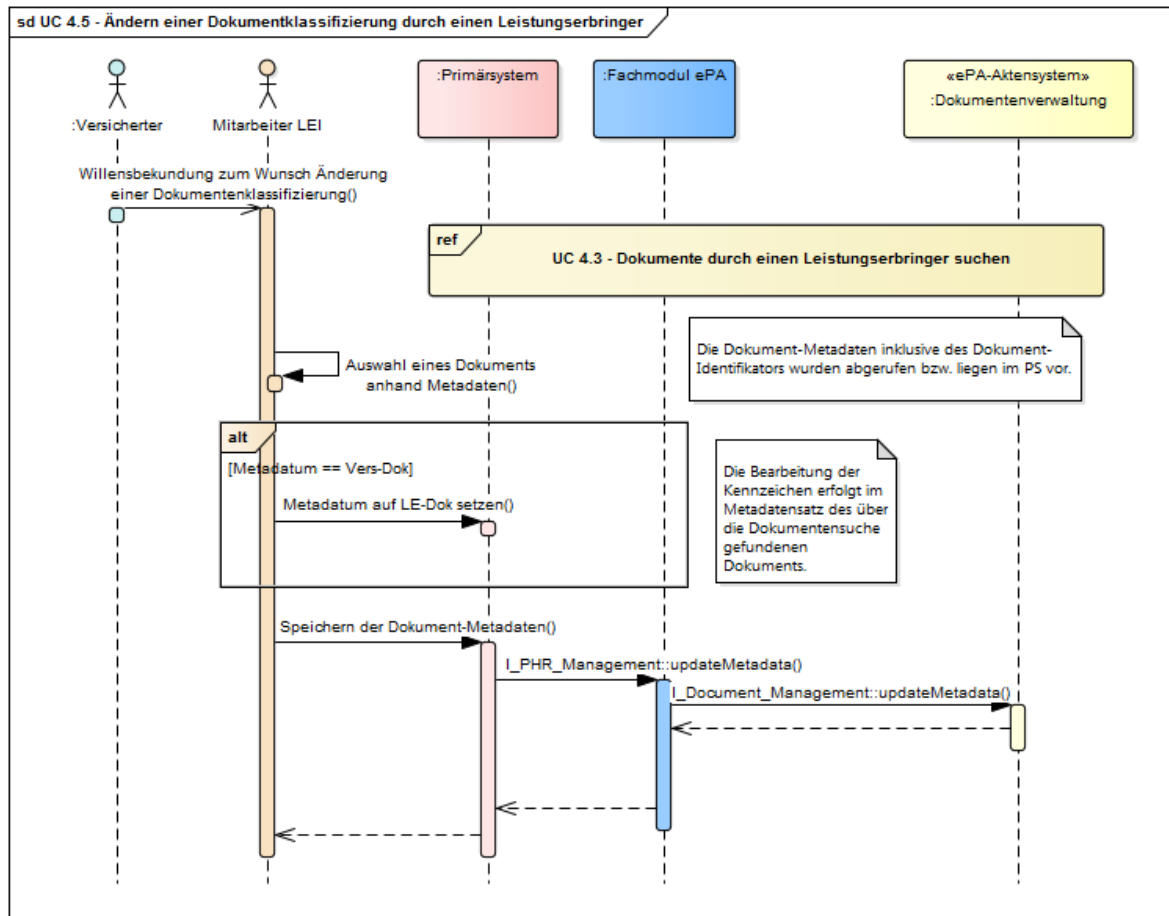 sd UC 4.5 - Ändern einer Dokumentklassifizierung durch einen Leistungserbringer
:Versicherter
Mitarbeiter LEI
:Primärsystem
:Fachmodul ePA
«ePA-Aktensystem»
:Dokumentenverwaltung
Willensbekundung zum Wunsch Änderung
einer Dokumentenklassifizierung()
ref
UC 4.3 - Dokumente durch einen Leistungserbringer suchen
Die Dokument-Metadaten inklusive des Dokument-
Identifikators wurden abgerufen bzw. liegen im PS vor.
Auswahl eines Dokuments
anhand Metadaten()
alt
[Metadatum == Vers-Dok]
Metadatum auf LE-Dok setzen()
Die Bearbeitung der
Kennzeichen erfolgt im
Metadatensatz des über
die Dokumentensuche
gefundenen
Dokuments.
Speichern der Dokument-Metadaten()
I_PHR_Management::updateMetadata()
I_Document_Management::updateMetadata()